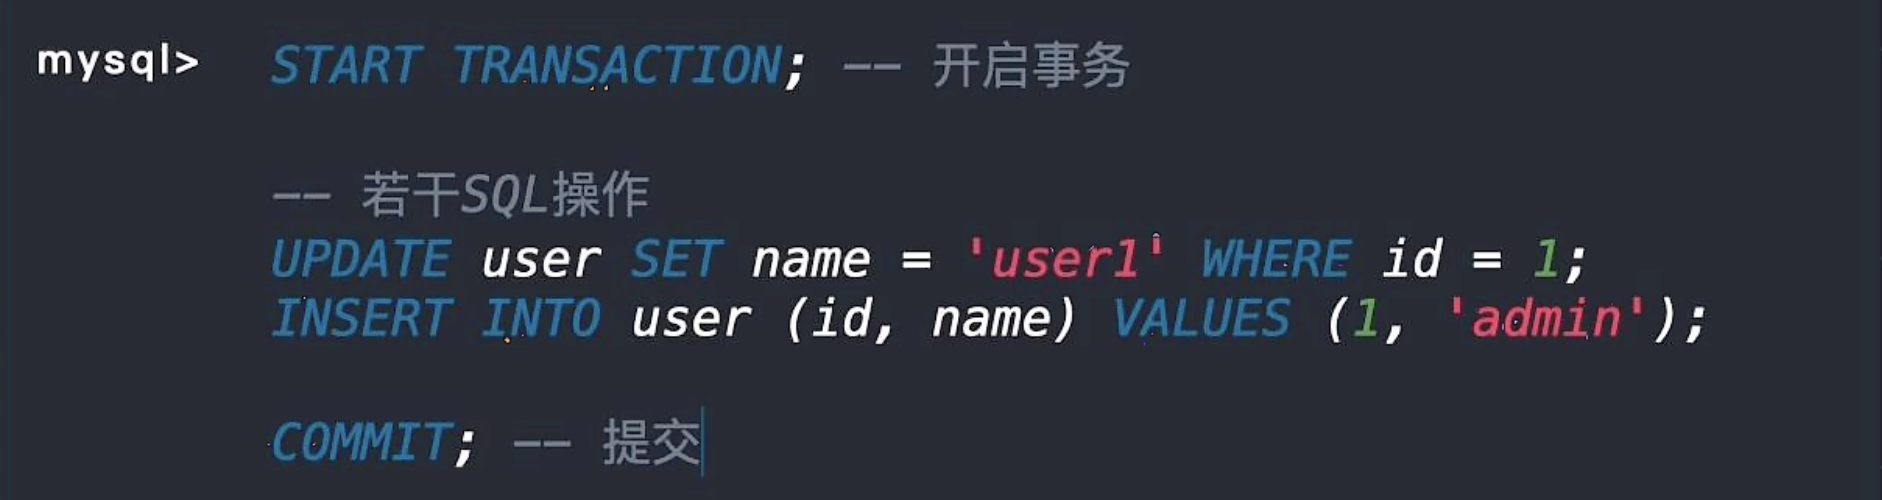 mysql> START TRANSACTION; -- 开启事务
-- 若干SQL操作
UPDATE user SET name = 'user1' WHERE id = 1;
INSERT INTO user (id, name) VALUES (1, 'admin');
COMMIT; -- 提交